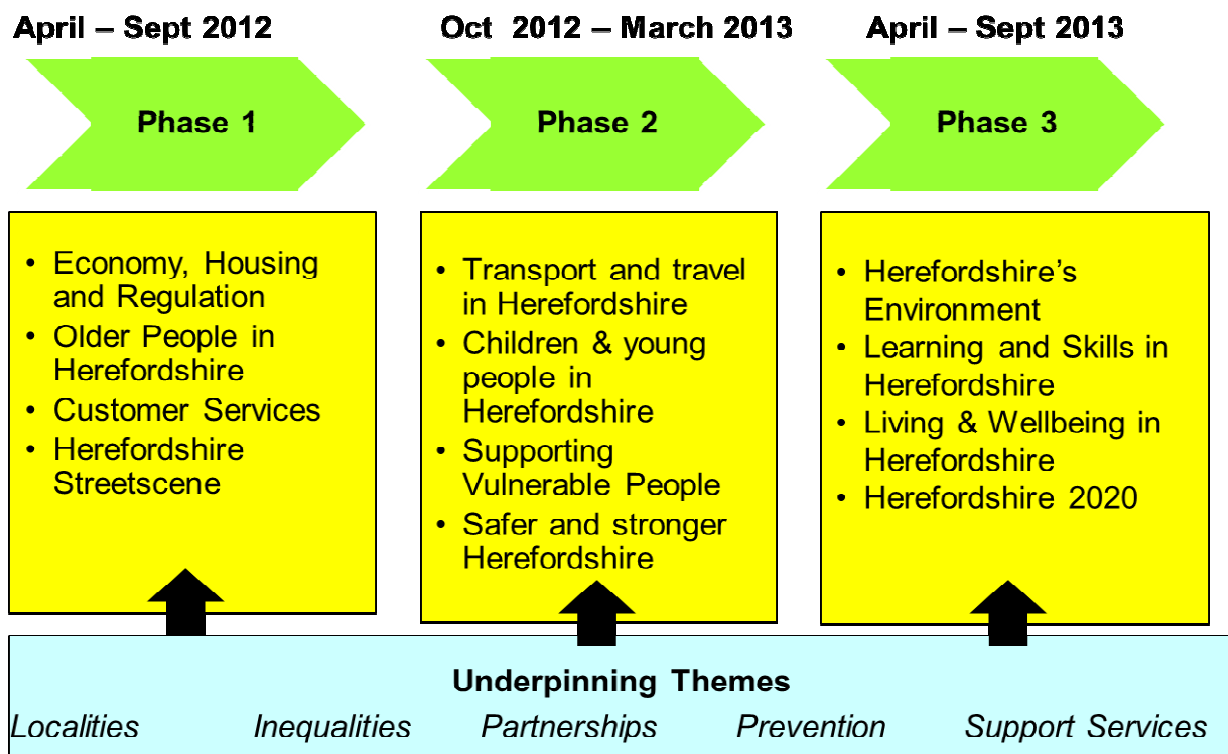 April – Sept 2012
Oct 2012 – March 2013
April – Sept 2013
Phase 1
Phase 2
Phase 3
• Economy, Housing
and Regulation
• Older People in
Herefordshire
• Customer Services
• Herefordshire
Streetscene
• Transport and travel
in Herefordshire
• Children & young
people in
Herefordshire
• Supporting
Vulnerable People
• Safer and stronger
Herefordshire
• Herefordshire’s
Environment
• Learning and Skills in
Herefordshire
• Living & Wellbeing in
Herefordshire
• Herefordshire 2020
Underpinning Themes
Localities Inequalities Partnerships Prevention Support Services